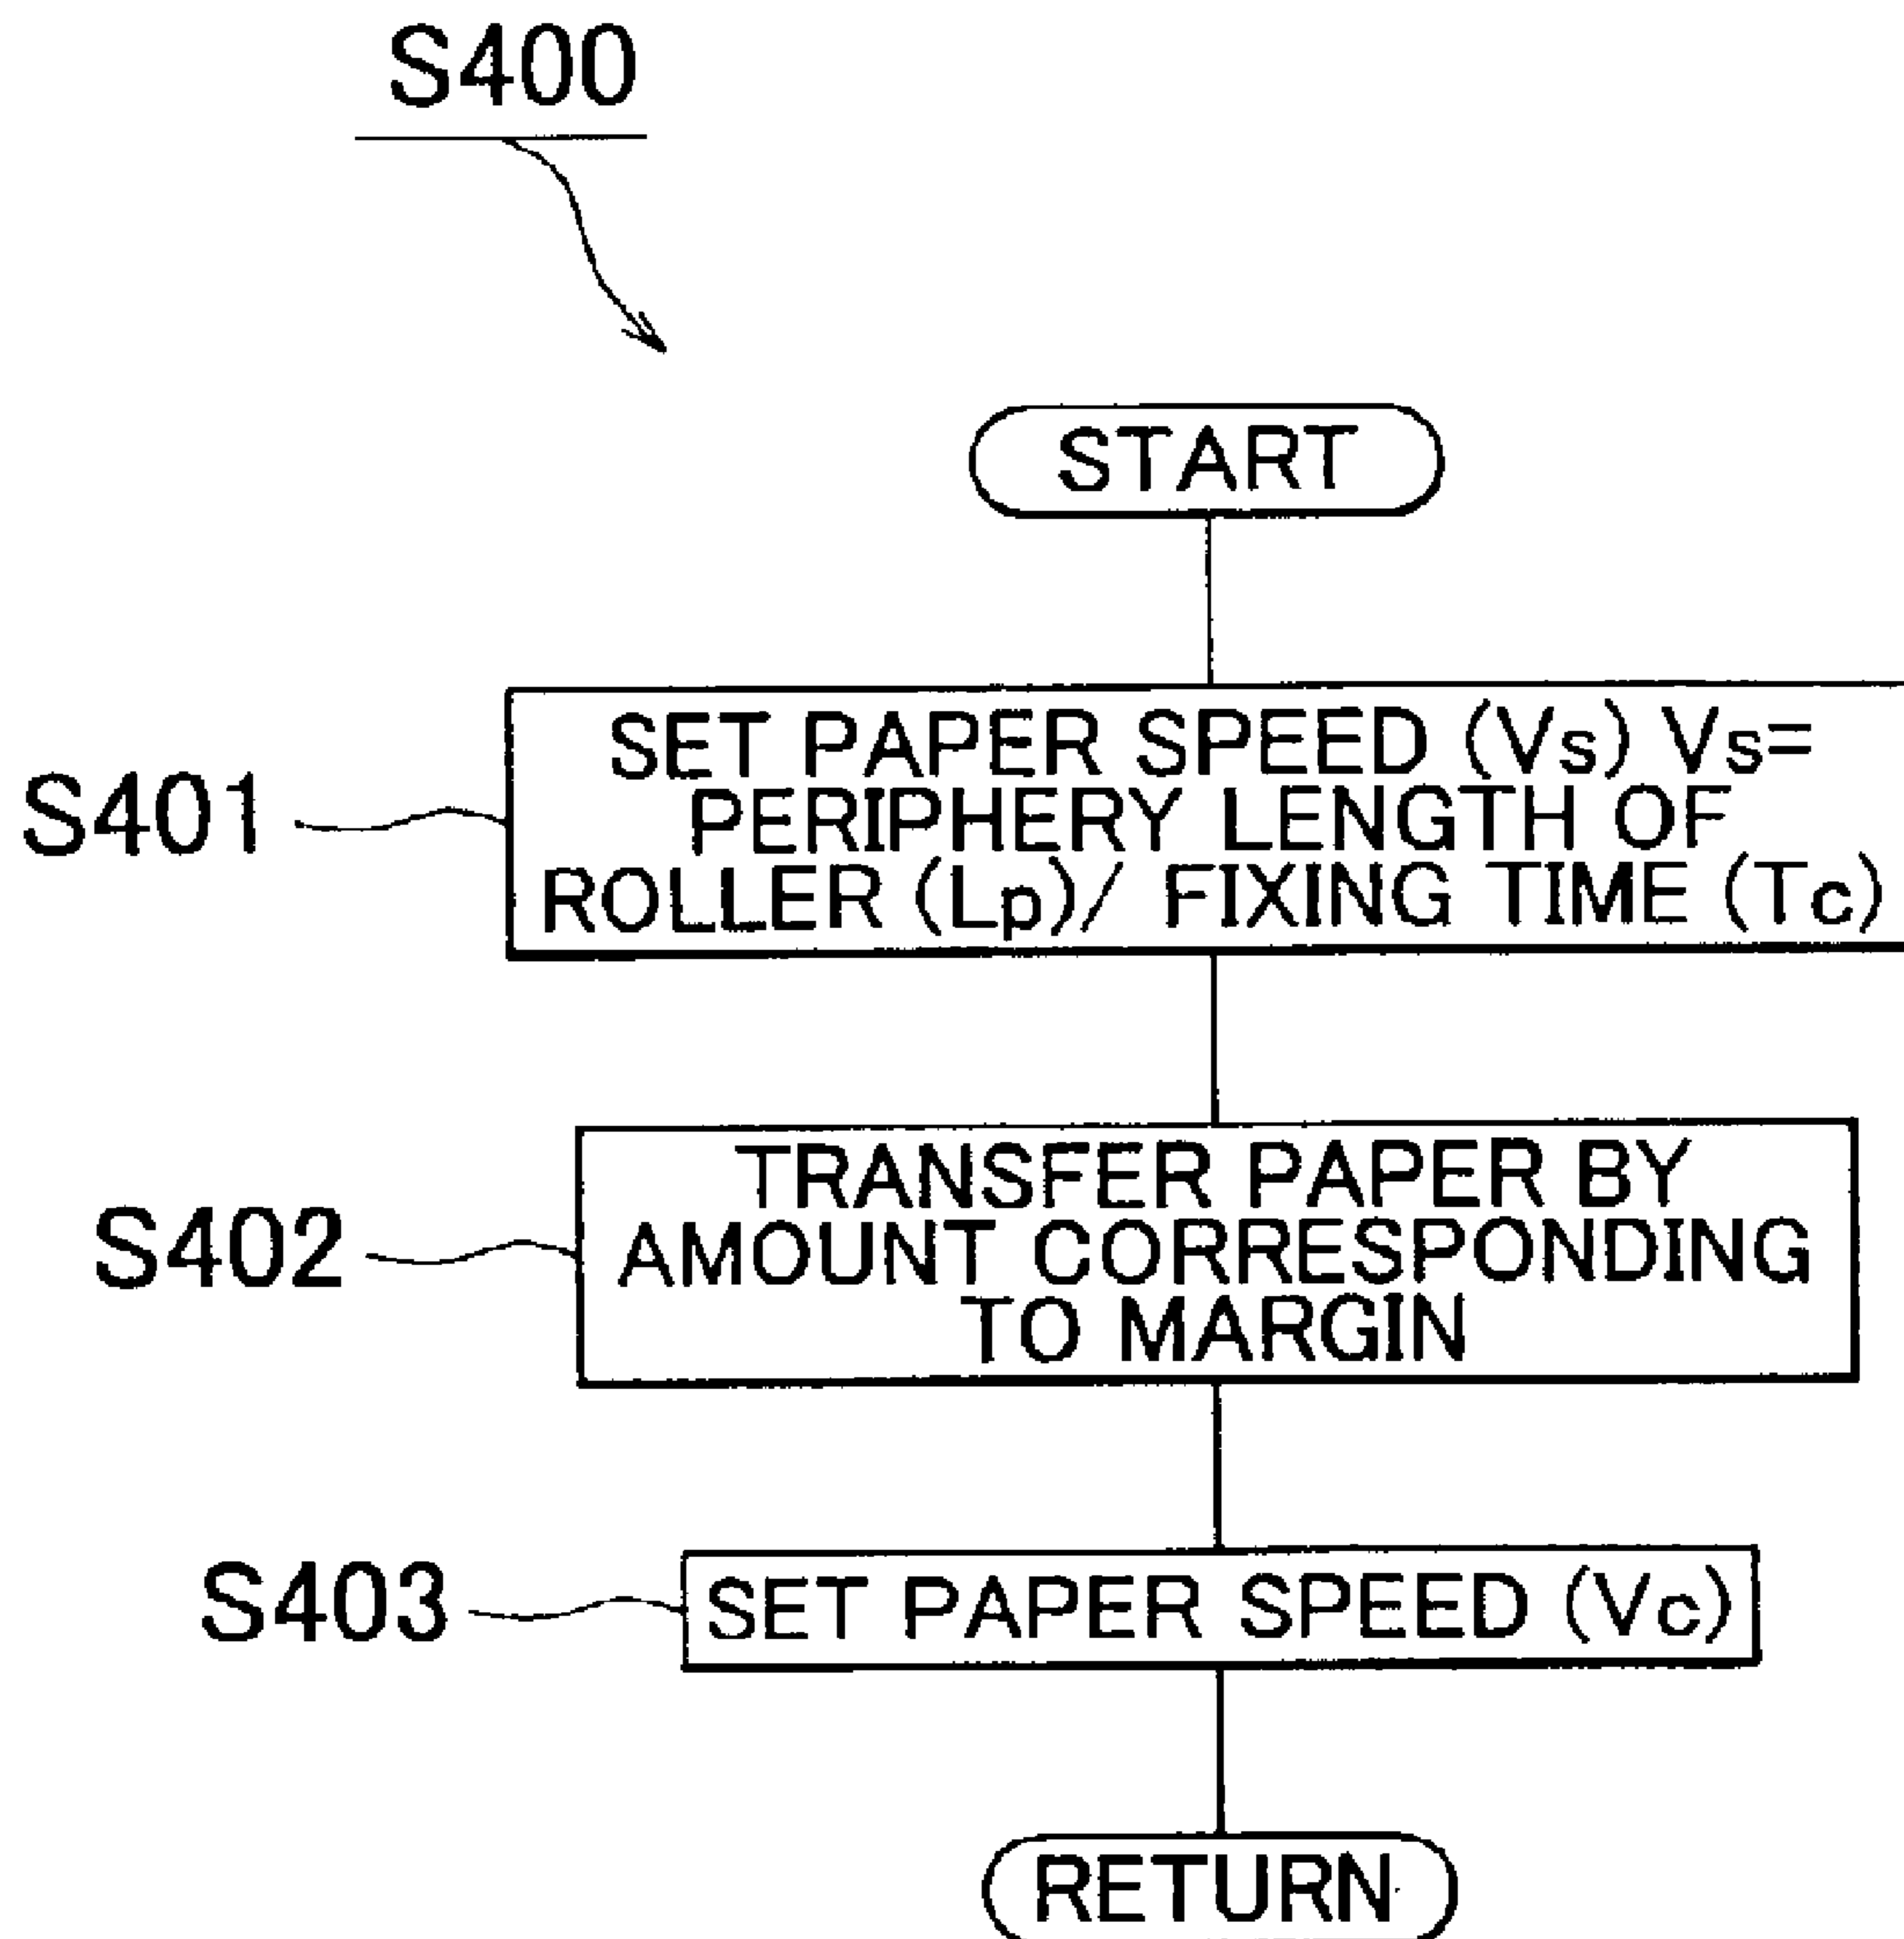 S400
START
S401
SET PAPER SPEED (Vs) Vs=
PERIPHERY LENGTH OF
ROLLER (Lp)/ FIXING TIME (Tc)
S402
TRANSFER PAPER BY
AMOUNT CORRESPONDING
TO MARGIN
S403
SET PAPER SPEED (Vc)
RETURN